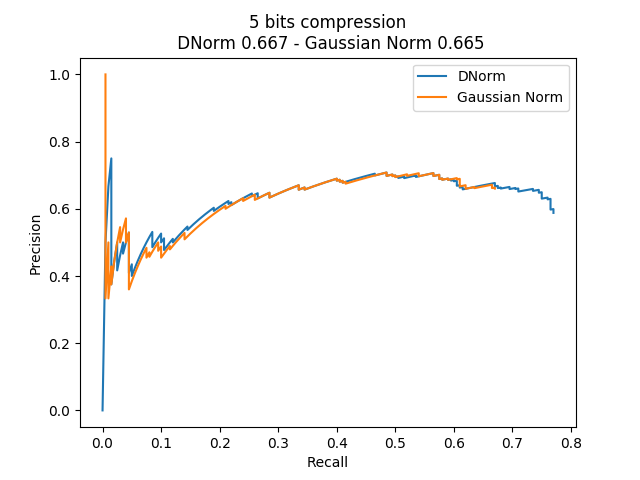 5 bits compression
DNorm 0.667 - Gaussian Norm 0.665
DNorm
Gaussian Norm
Precision
1.0
0.8
0.6
0.4
0.2
0.0
0.0 0.1 0.2 0.3 0.4 0.5 0.6 0.7 0.8
Recall